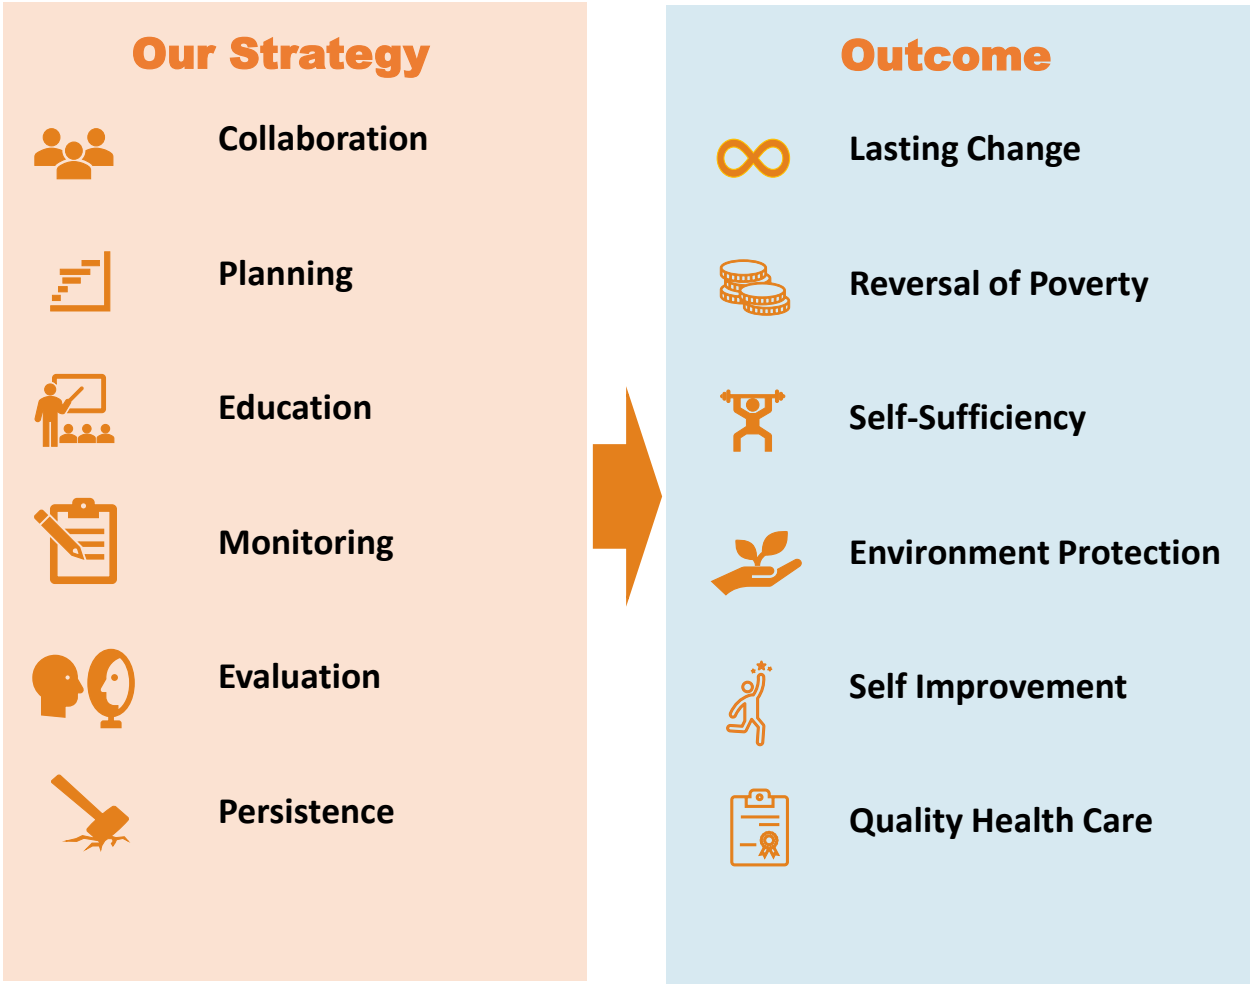 Our Strategy
Collaboration
Planning
Education
Monitoring
Evaluation
Persistence
Outcome
Lasting Change
Reversal of Poverty
Self-Sufficiency
Environment Protection
Self Improvement
Quality Health Care